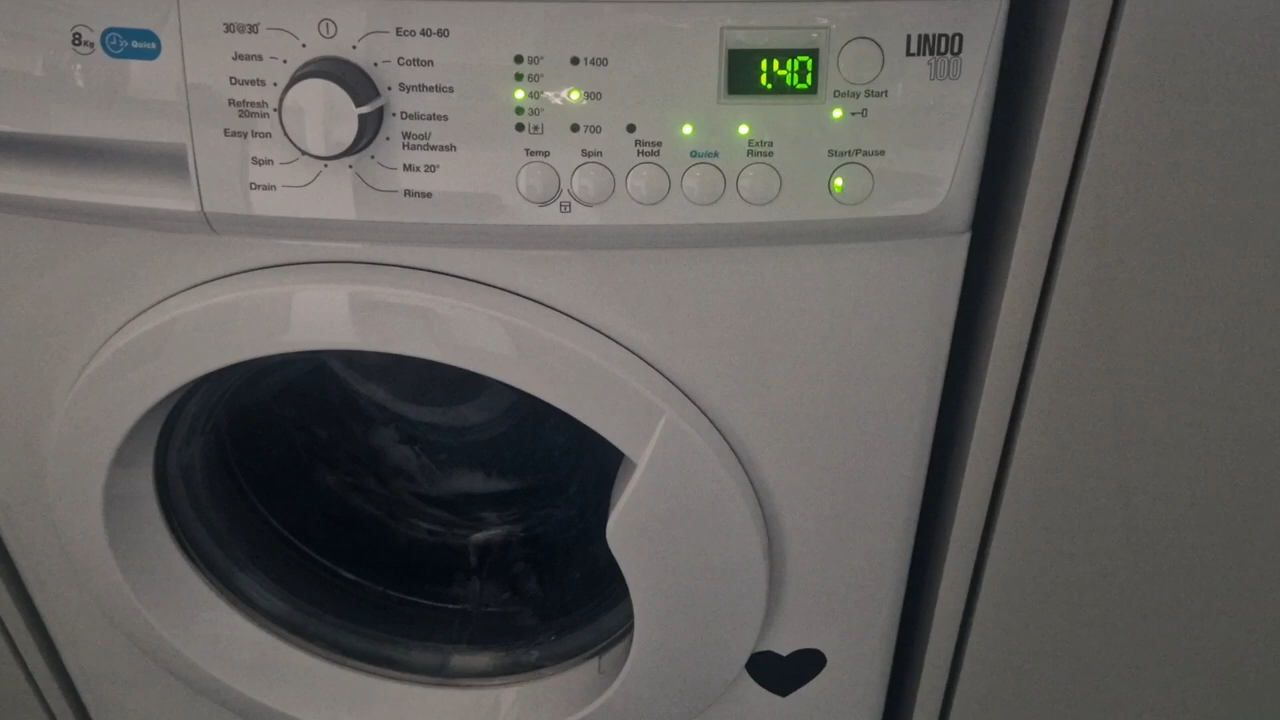 8Kg
Quick
30'@30°
Jeans
Duvets
Refresh
20min
Easy Iron
Spin
Drain
Eco 40-60
Cotton
Synthetics
Delicates
Wool/
Handwash
Mix 20°
Rinse
90° 1400
60°
40° 900
30°
700
Temp
Spin
Rinse
Hold
Quick
Extra
Rinse
1.40
Delay Start
Start/Pause
LINDO
100